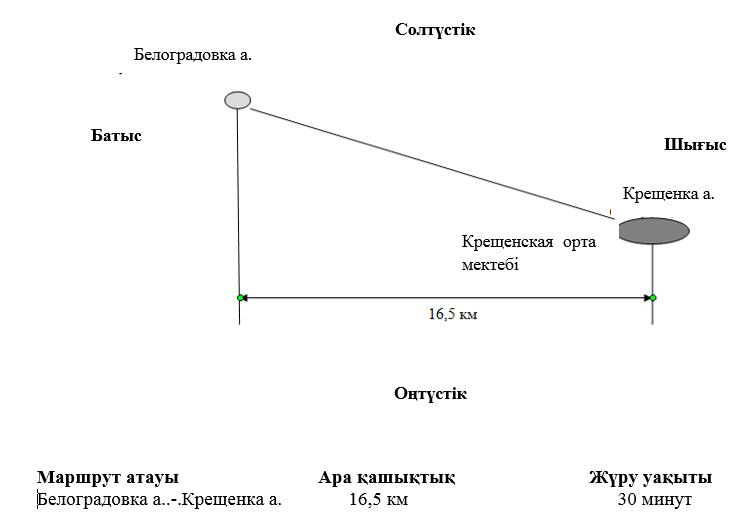 Солтүстік
Белоградовка а.
Батыс
Шығыс
Крещенка а.
Крещенская орта
мектебі
16,5 км
Оңтүстік
Маршрут атауы Ара қашықтық Жүру уақыты
Белоградовка а..-.Крещенка а. 16,5 км 30 минут